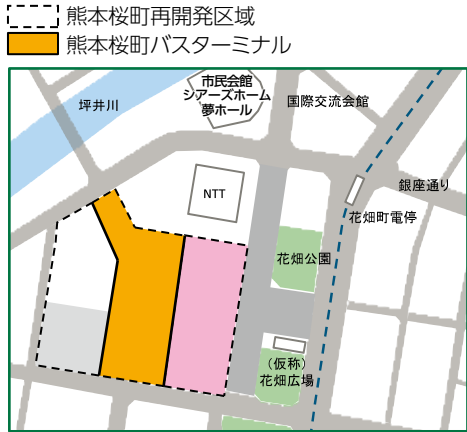 熊本桜町再開発区域
熊本桜町バスターミナル
市民会館
シアーズホーム
夢ホール
坪井川
国際交流会館
銀座通り
NTT
花畑町電停
花畑公園
（仮称）
花畑広場